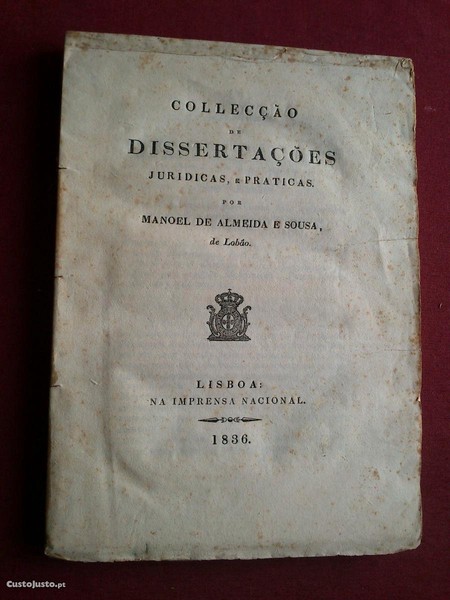 COLLECÇÃO
DE
DISSERTAÇÕES
JURIDICAS, E PRATICAS.
POR
MANOEL DE ALMEIDA E SOUSA,
de Lobão.
LISBOA:
NA IMPRENSA NACIONAL.
1836.
CustoJusto.pt